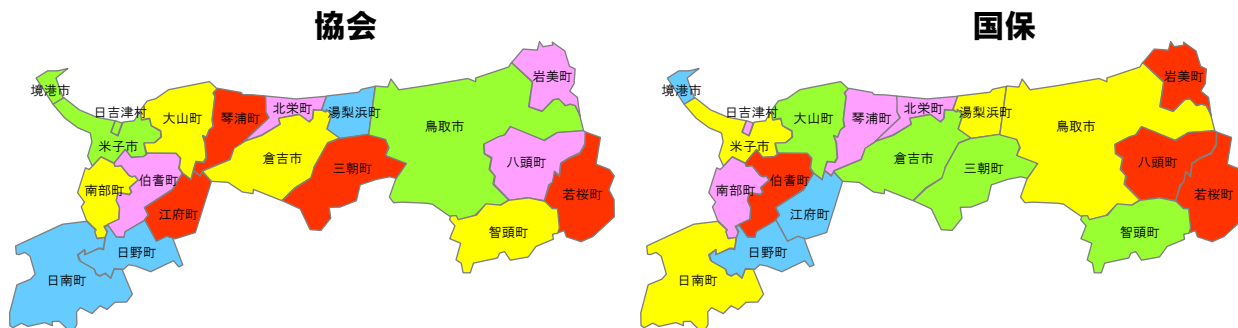 協会
岩美町
境港市
日吉津村
大山町
琴浦町
北栄町
湯梨浜町
鳥取市
米子市
倉吉市
八頭町
三朝町
伯耆町
南部町
若桜町
江府町
智頭町
日野町
日南町
国保
岩美町
境港市
日吉津村
大山町
琴浦町
北栄町
湯梨浜町
鳥取市
米子市
倉吉市
八頭町
三朝町
伯耆町
南部町
若桜町
江府町
智頭町
日野町
日南町